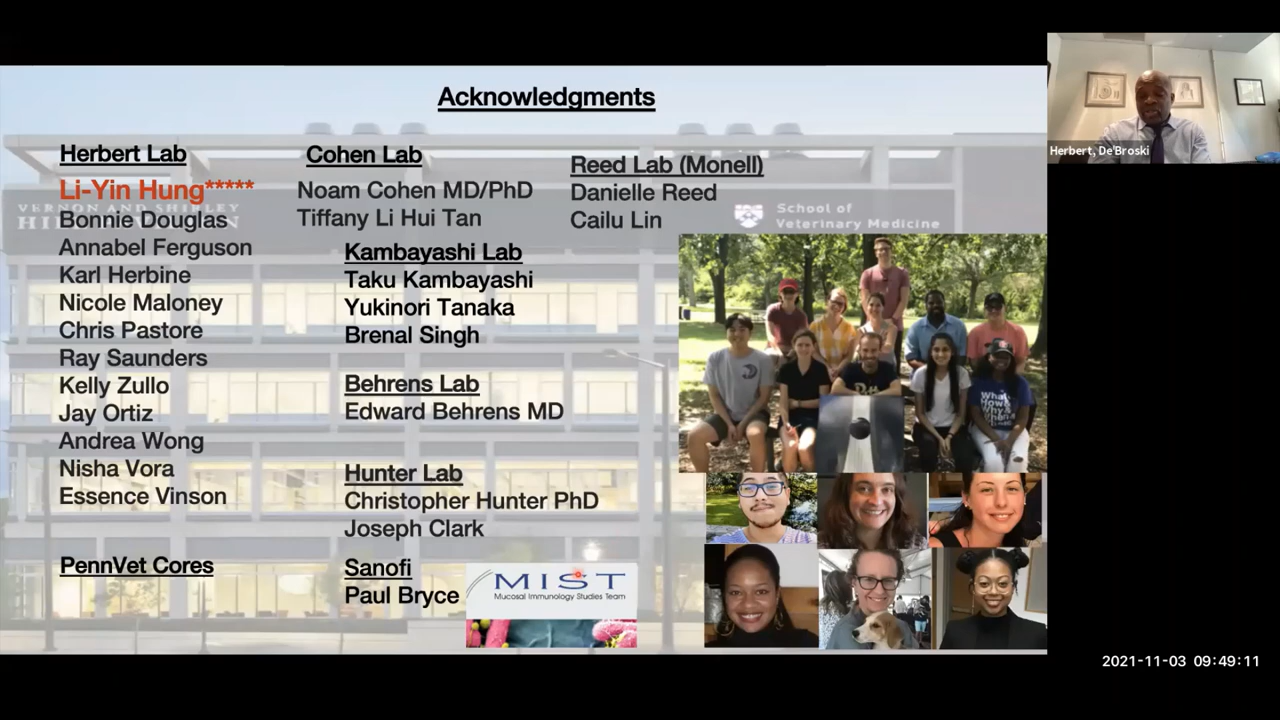 Acknowledgments
Herbert Lab
Li-Yin Hung*****
Bonnie Douglas
Annabel Ferguson
Karl Herbine
Nicole Maloney
Chris Pastore
Ray Saunders
Kelly Zullo
Jay Ortiz
Andrea Wong
Nisha Vora
Essence Vinson
PennVet Cores
Cohen Lab
Noam Cohen MD/PhD
Tiffany Li Hui Tan
Kambayashi Lab
Taku Kambayashi
Yukinori Tanaka
Brenal Singh
Behrens Lab
Edward Behrens MD
Hunter Lab
Christopher Hunter PhD
Joseph Clark
Sanofi
Paul Bryce
MIST
Mucosal Immunology Studies Team
Reed Lab (Monell)
Danielle Reed
Cailu Lin
VERNON AND SHIRLEY
School of
Veterinary Medicine
Herbert, De'Broski
2021-11-03 09:49:11